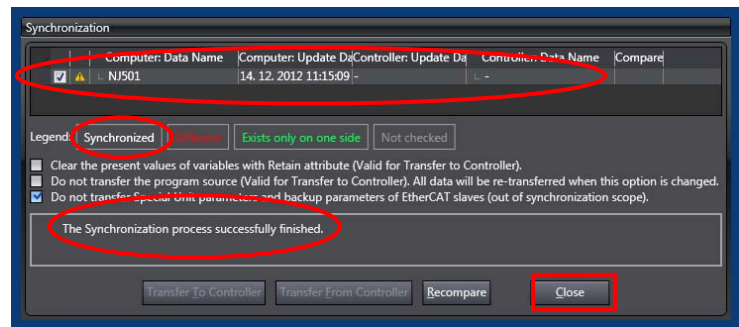 Synchronization
Computer: Data Name Computer: Update Da Controller: Update Da Controller: Data Name Compare
NJ501 14. 12. 2012 11:15:09 - -
Legend: Synchronized Different Exists only on one side Not checked
Clear the present values of variables with Retain attribute (Valid for Transfer to Controller).
Do not transfer the program source (Valid for Transfer to Controller). All data will be re-transferred when this option is changed.
Do not transfer Special Unit parameters and backup parameters of EtherCAT slaves (out of synchronization scope).
The Synchronization process successfully finished.
Transfer To Controller Transfer From Controller Recompare Close